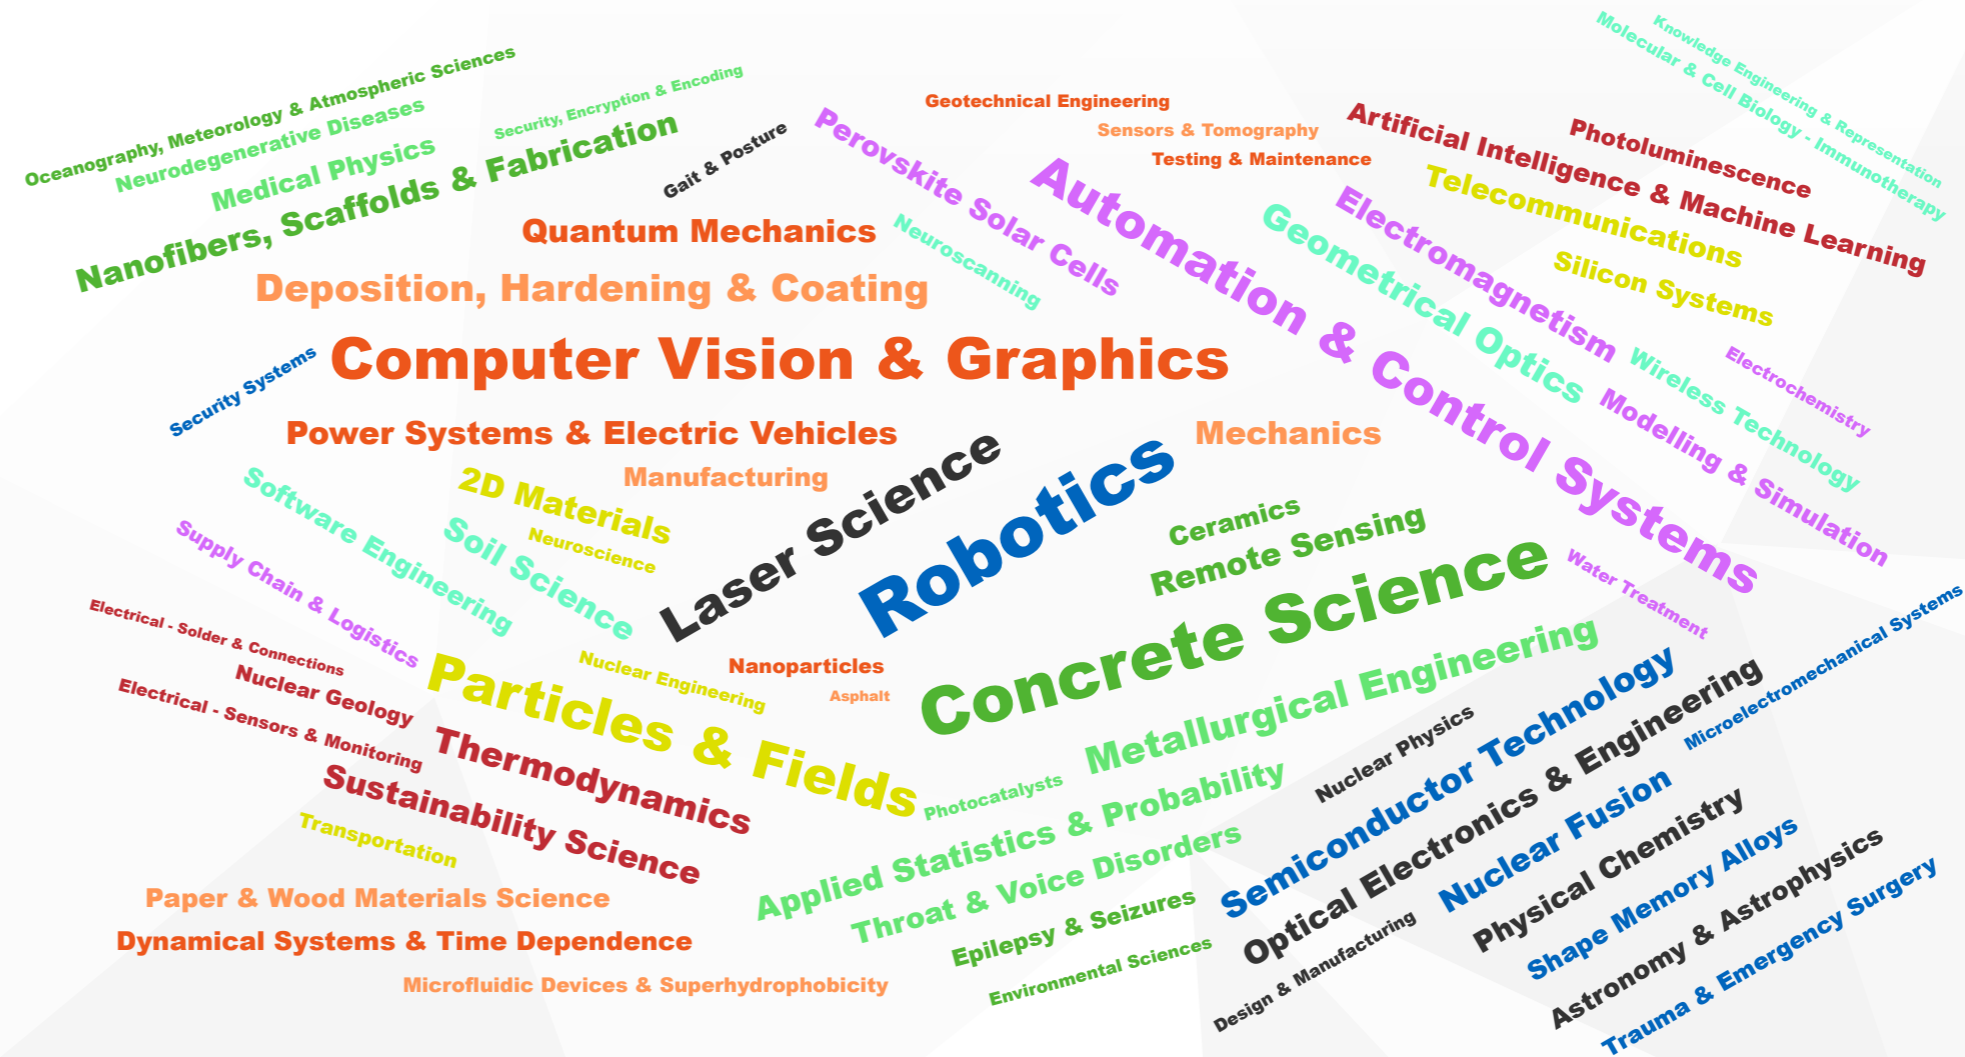 Knowledge Engineering & Representation
Molecular & Cell Biology - Immunotherapy
Oceanography, Meteorology & Atmospheric Sciences
Neurodegenerative Diseases
Security, Encryption & Encoding
Medical Physics
Nanofibers, Scaffolds & Fabrication
Gait & Posture
Geotechnical Engineering
Sensors & Tomography
Testing & Maintenance
Perovskite Solar Cells
Artificial Intelligence & Machine Learning
Photoluminescence
Telecommunications
Silicon Systems
Automation & Control Systems
Electromagnetism
Geometrical Optics
Neuroscanning
Quantum Mechanics
Deposition, Hardening & Coating
Computer Vision & Graphics
Security Systems
Power Systems & Electric Vehicles
Mechanics
Wireless Technology
Electrochemistry
Modelling & Simulation
Manufacturing
2D Materials
Neuroscience
Software Engineering
Soil Science
Laser Science
Robotics
Ceramics
Remote Sensing
Concrete Science
Water Treatment
Supply Chain & Logistics
Electrical - Solder & Connections
Nuclear Geology
Electrical - Sensors & Monitoring
Particles & Fields
Nuclear Engineering
Nanoparticles
Asphalt
Metallurgical Engineering
Microelectromechanical Systems
Thermodynamics
Sustainability Science
Transportation
Photocatalysts
Applied Statistics & Probability
Throat & Voice Disorders
Nuclear Physics
Semiconductor Technology
Optical Electronics & Engineering
Nuclear Fusion
Physical Chemistry
Shape Memory Alloys
Astronomy & Astrophysics
Trauma & Emergency Surgery
Paper & Wood Materials Science
Dynamical Systems & Time Dependence
Microfluidic Devices & Superhydrophobicity
Epilepsy & Seizures
Environmental Sciences
Design & Manufacturing